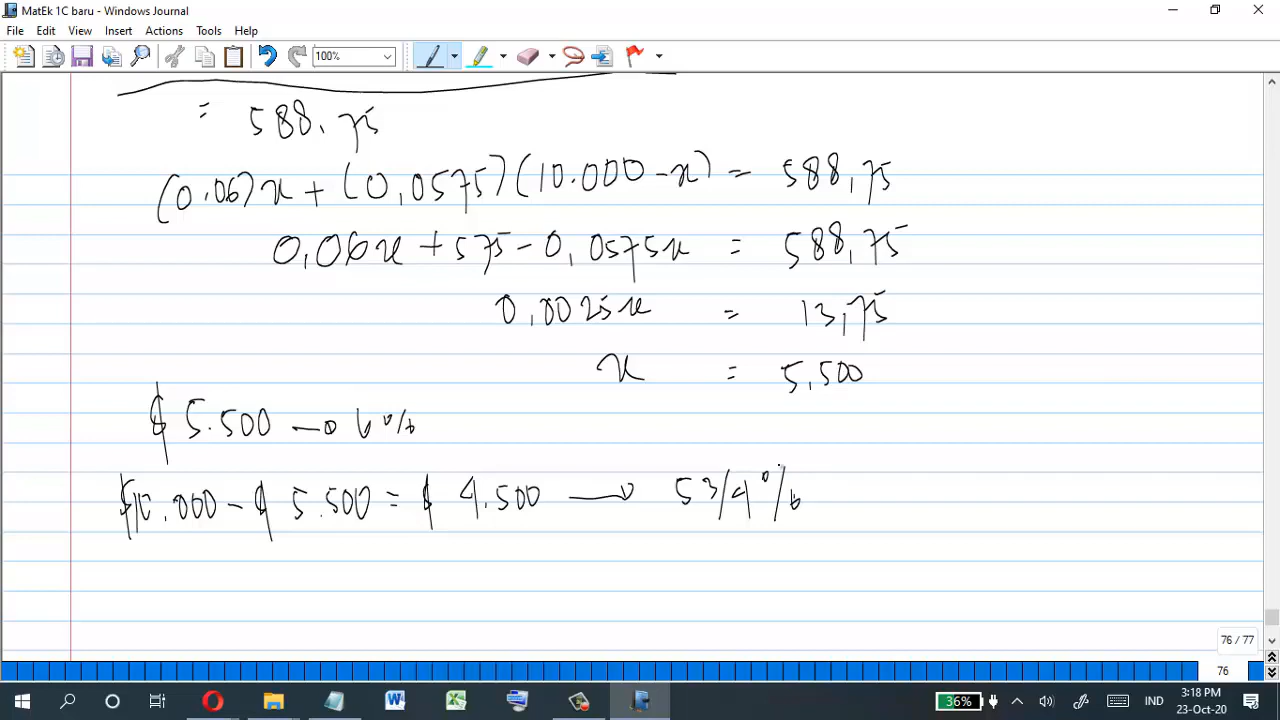 MatEk 1C baru - Windows Journal
File Edit View Insert Actions Tools Help
100%
= 588,75
(0,06)x + (0,0575)(10.000 - x) = 588,75
0,06x + 575 - 0,0575x = 588,75
0,0025x = 13,75
x = 5.500
$ 5.500 → 6%
$10.000 - $ 5.500 = $ 4.500 → 5 3/4 %
76 / 77
76
36% IND 3:18 PM
23-Oct-20